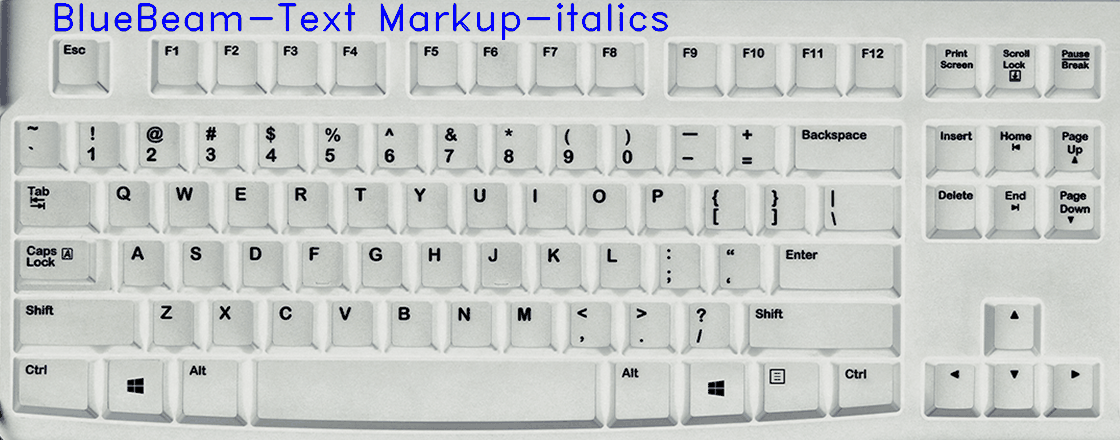 BlueBeam-Text Markup-italics
Esc F1 F2 F3 F4 F5 F6 F7 F8 F9 F10 F11 F12 Print Screen Scroll Lock Pause Break
~ ` ! 1 @ 2 # 3 $ 4 % 5 ^ 6 & 7 * 8 ( 9 ) 0 — - + = Backspace Insert Home Page Up
Tab Q W E R T Y U I O P { [ } ] | \ Delete End Page Down
Caps Lock A S D F G H J K L : ; “ ‘ Enter
Shift Z X C V B N M < , > . ? / Shift
Ctrl Alt Alt Ctrl